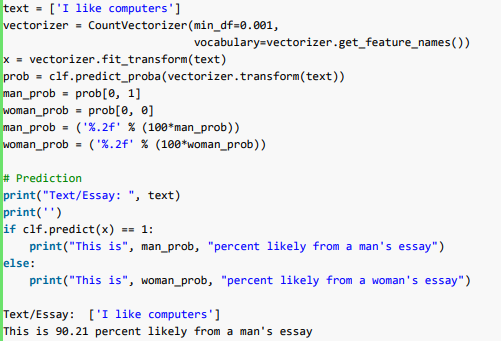 text = ['I like computers']
vectorizer = CountVectorizer(min_df=0.001,
                             vocabulary=vectorizer.get_feature_names())
x = vectorizer.fit_transform(text)
prob = clf.predict_proba(vectorizer.transform(text))
man_prob = prob[0, 1]
woman_prob = prob[0, 0]
man_prob = ('%.2f' % (100*man_prob))
woman_prob = ('%.2f' % (100*woman_prob))

# Prediction
print("Text/Essay: ", text)
print('')
if clf.predict(x) == 1:
    print("This is", man_prob, "percent likely from a man's essay")
else:
    print("This is", woman_prob, "percent likely from a woman's essay")

Text/Essay:  ['I like computers']
This is 90.21 percent likely from a man's essay